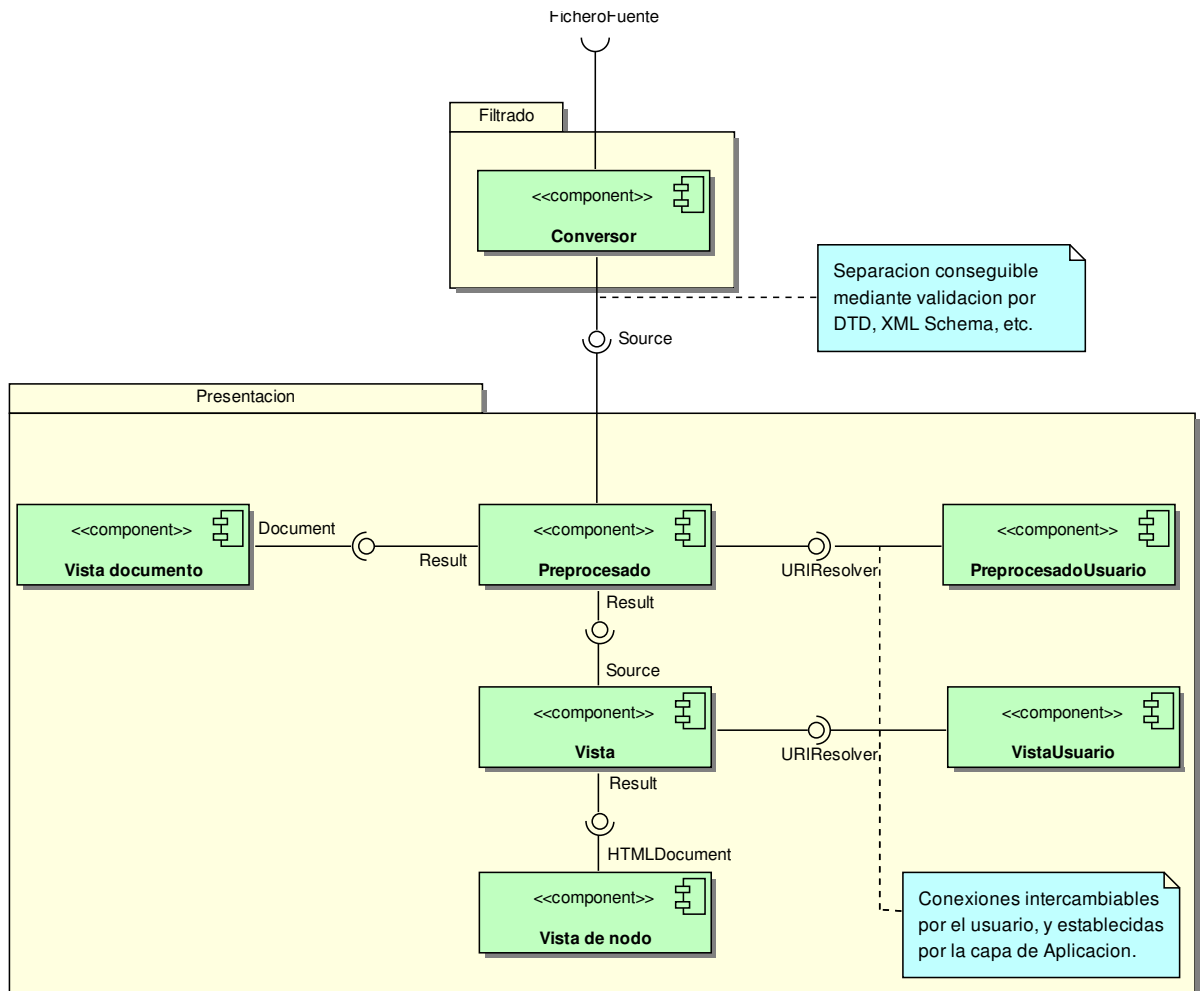 FicheroFuente
Filtrado
<<component>>
Conversor
Separacion conseguible
mediante validacion por
DTD, XML Schema, etc.
Source
Presentacion
<<component>>
Vista documento
Document
Result
<<component>>
Preprocesado
URIResolver
<<component>>
PreprocesadoUsuario
Result
Source
<<component>>
Vista
URIResolver
<<component>>
VistaUsuario
Result
HTMLDocument
<<component>>
Vista de nodo
Conexiones intercambiables
por el usuario, y establecidas
por la capa de Aplicacion.